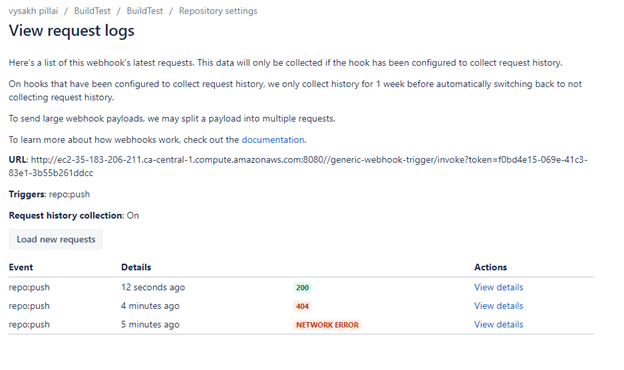 vysakh pillai / BuildTest / BuildTest / Repository settings
View request logs
Here's a list of this webhook's latest requests. This data will only be collected if the hook has been configured to collect request history.
On hooks that have been configured to collect request history, we only collect history for 1 week before automatically switching back to not
collecting request history.
To send large webhook payloads, we may split a payload into multiple requests.
To learn more about how webhooks work, check out the documentation.
URL: http://ec2-35-183-206-211.ca-central-1.compute.amazonaws.com:8080//generic-webhook-trigger/invoke?token=f0bd4e15-069e-41c3-
83e1-3b55b261ddcc
Triggers: repo:push
Request history collection: On
Load new requests
Event Details Actions
repo:push 12 seconds ago 200 View details
repo:push 4 minutes ago 404 View details
repo:push 5 minutes ago NETWORK ERROR View details